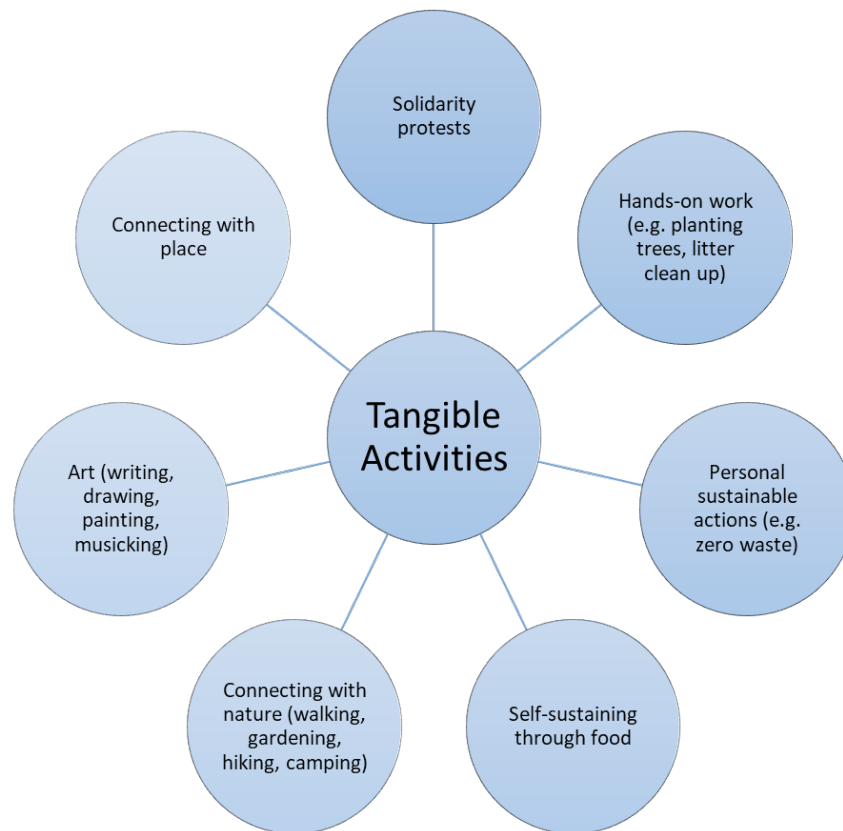 Solidarity
protests
Hands-on work
(e.g. planting
trees, litter
clean up)
Personal
sustainable
actions (e.g.
zero waste)
Self-sustaining
through food
Connecting with
nature (walking,
gardening,
hiking, camping)
Art (writing,
drawing,
painting,
musicking)
Connecting with
place
Tangible
Activities